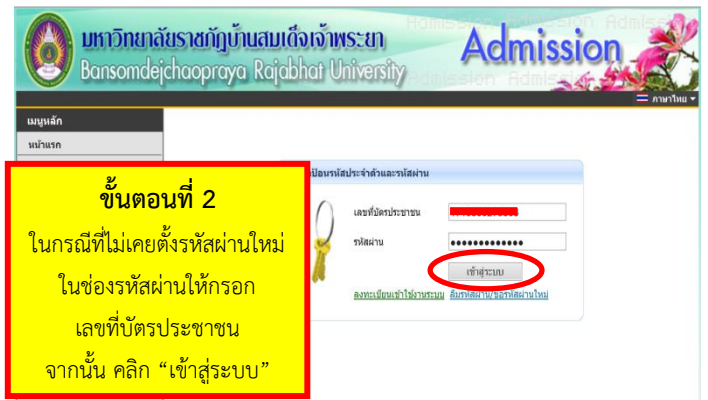 มหาวิทยาลัยราชภัฏบ้านสมเด็จเจ้าพระยา
Bansomdejchaopraya Rajabhat University
Admission
ภาษาไทย
เมนูหลัก
หน้าแรก
ป้อนรหัสประจำตัวและรหัสผ่าน
เลขที่บัตรประชาชน
รหัสผ่าน
เข้าสู่ระบบ
ลงทะเบียนเข้าใช้งานระบบ ลืมรหัสผ่าน/ขอรหัสผ่านใหม่
ขั้นตอนที่ 2
ในกรณีที่ไม่เคยตั้งรหัสผ่านใหม่
ในช่องรหัสผ่านให้กรอก
เลขที่บัตรประชาชน
จากนั้น คลิก “เข้าสู่ระบบ”